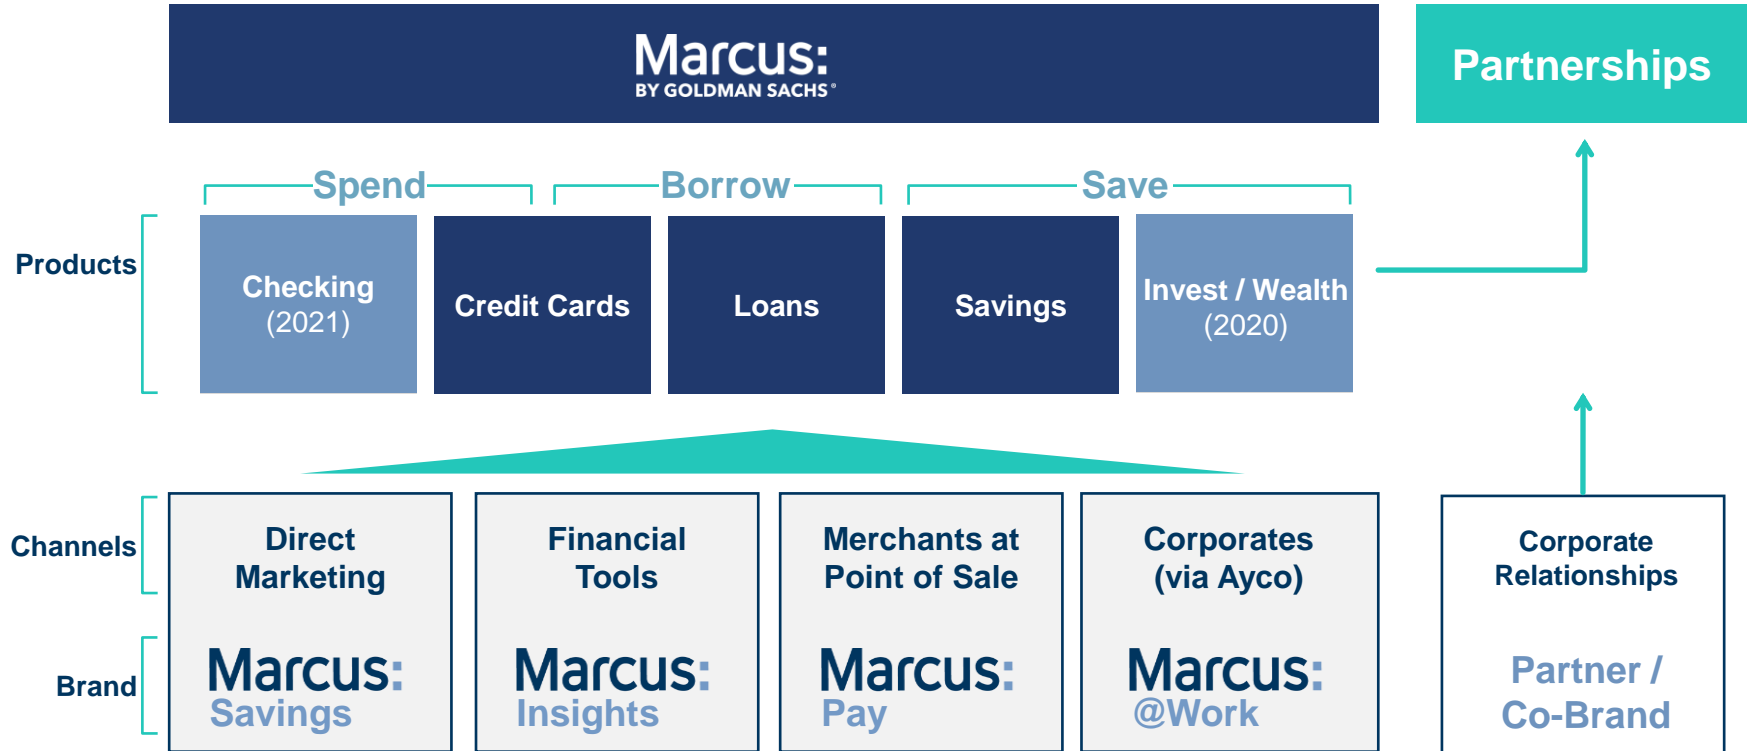 Marcus:
BY GOLDMAN SACHS®
Partnerships
Spend
Borrow
Save
Products
Checking
(2021)
Credit Cards
Loans
Savings
Invest / Wealth
(2020)
Channels
Direct
Marketing
Financial
Tools
Merchants at
Point of Sale
Corporates
(via Ayco)
Corporate
Relationships
Brand
Marcus:
Savings
Marcus:
Insights
Marcus:
Pay
Marcus:
@Work
Partner /
Co-Brand